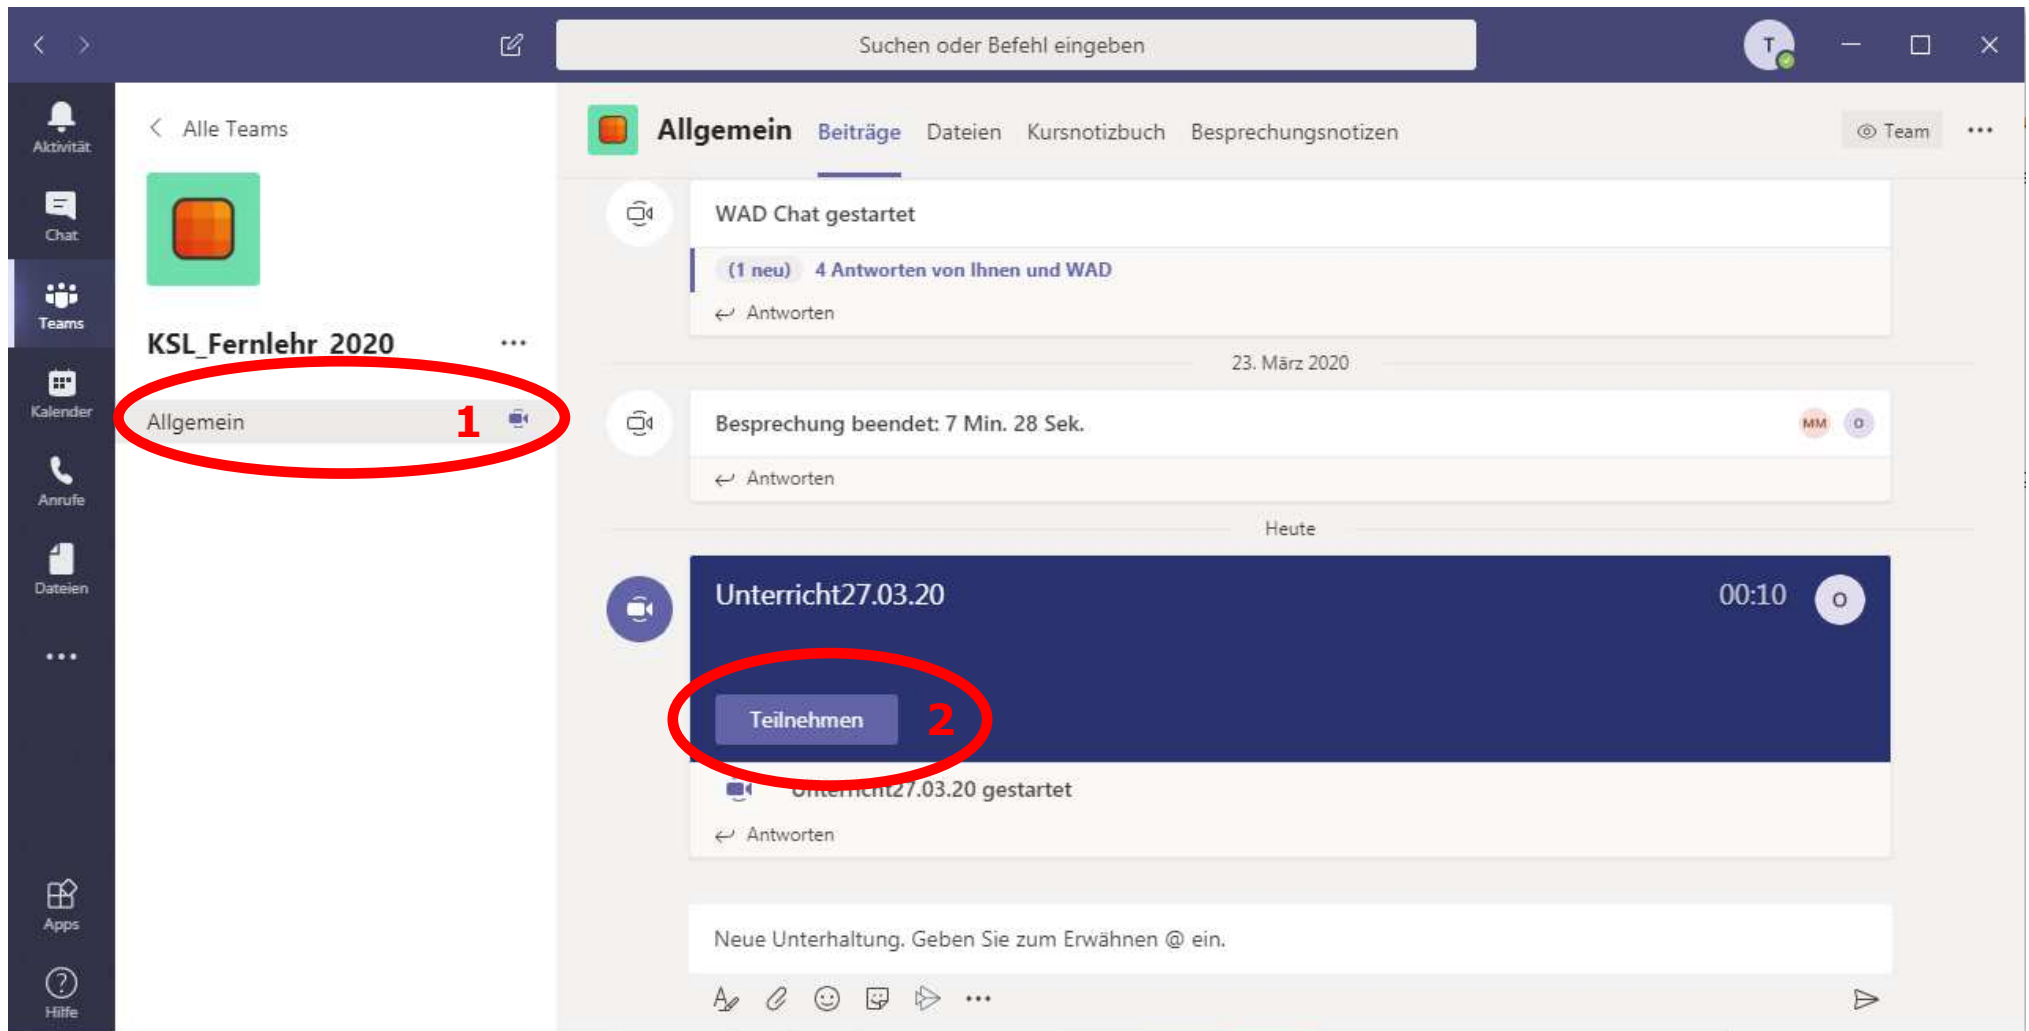 Suchen oder Befehl eingeben
T
Aktivität
Chat
Teams
Kalender
Anrufe
Dateien
Apps
Hilfe
Alle Teams
KSL_Fernlehr 2020
Allgemein
1
Allgemein Beiträge Dateien Kursnotizbuch Besprechungsnotizen
Team
WAD Chat gestartet
(1 neu) 4 Antworten von Ihnen und WAD
Antworten
23. März 2020
Besprechung beendet: 7 Min. 28 Sek.
MM O
Antworten
Heute
Unterricht27.03.20 00:10 O
Teilnehmen 2
Unterricht27.03.20 gestartet
Antworten
Neue Unterhaltung. Geben Sie zum Erwähnen @ ein.